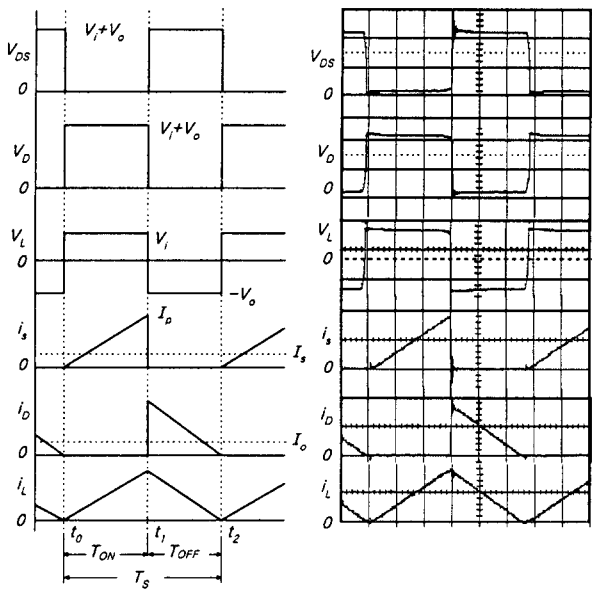 V_DS
V_i+V_o
0
V_D
V_i+V_o
0
V_L
V_i
0
-V_o
i_s
I_p
I_s
0
i_D
I_o
0
i_L
0
t_0
t_1
t_2
T_ON
T_OFF
T_S
V_DS
0
V_D
0
V_L
0
i_s
0
i_D
0
i_L
0